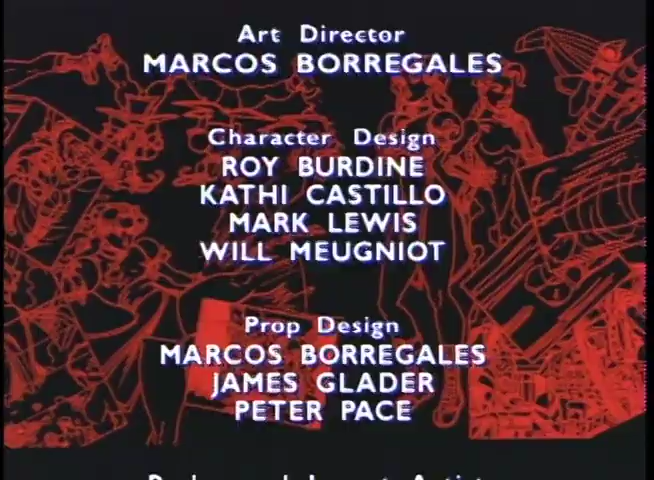 Art Director
MARCOS BORREGALES
Character Design
ROY BURDINE
KATHI CASTILLO
MARK LEWIS
WILL MEUGNIOT
Prop Design
MARCOS BORREGALES
JAMES GLADER
PETER PACE